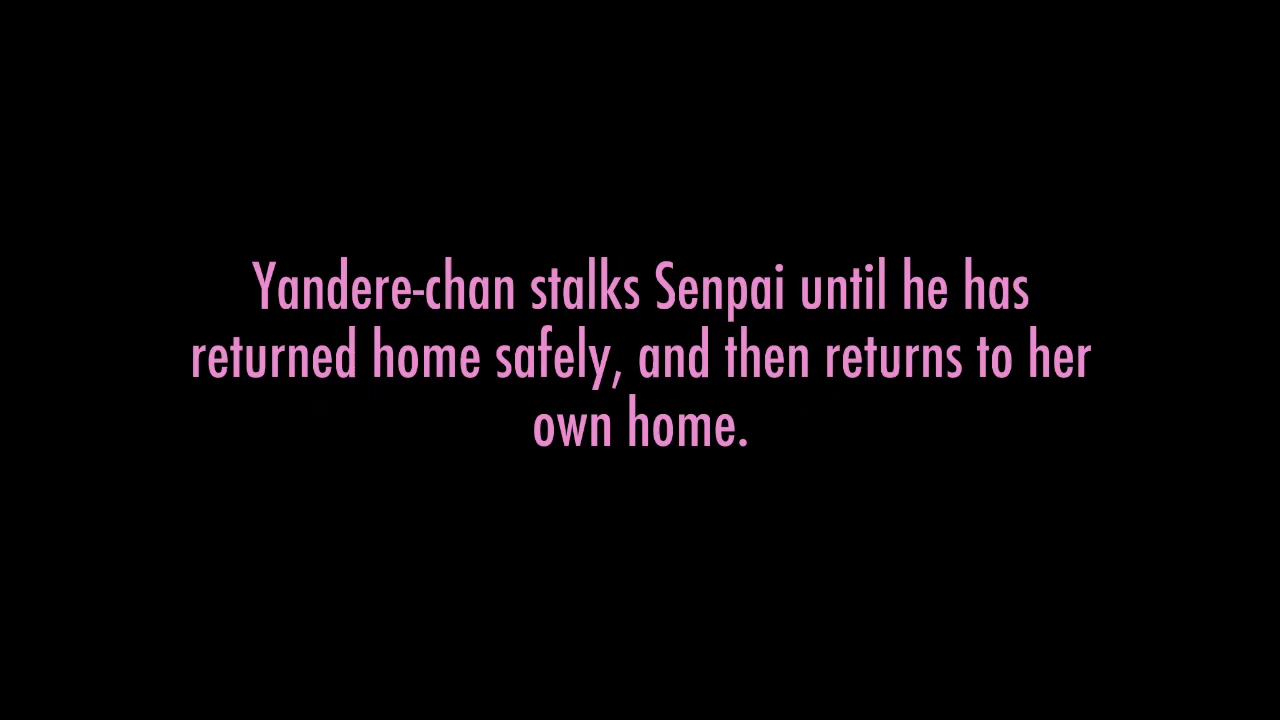 Yandere-chan stalks Senpai until he has
returned home safely, and then returns to her
own home.